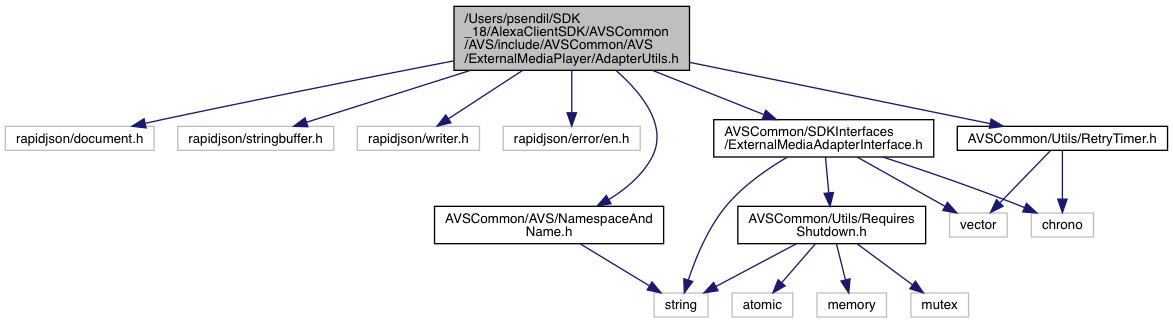 /Users/psendil/SDK
_18/AlexaClientSDK/AVSCommon
/AVS/include/AVSCommon/AVS
/ExternalMediaPlayer/AdapterUtils.h
rapidjson/document.h
rapidjson/stringbuffer.h
rapidjson/writer.h
rapidjson/error/en.h
AVSCommon/SDKInterfaces
/ExternalMediaAdapterInterface.h
AVSCommon/Utils/RetryTimer.h
AVSCommon/AVS/NamespaceAnd
Name.h
AVSCommon/Utils/Requires
Shutdown.h
vector
chrono
string
atomic
memory
mutex